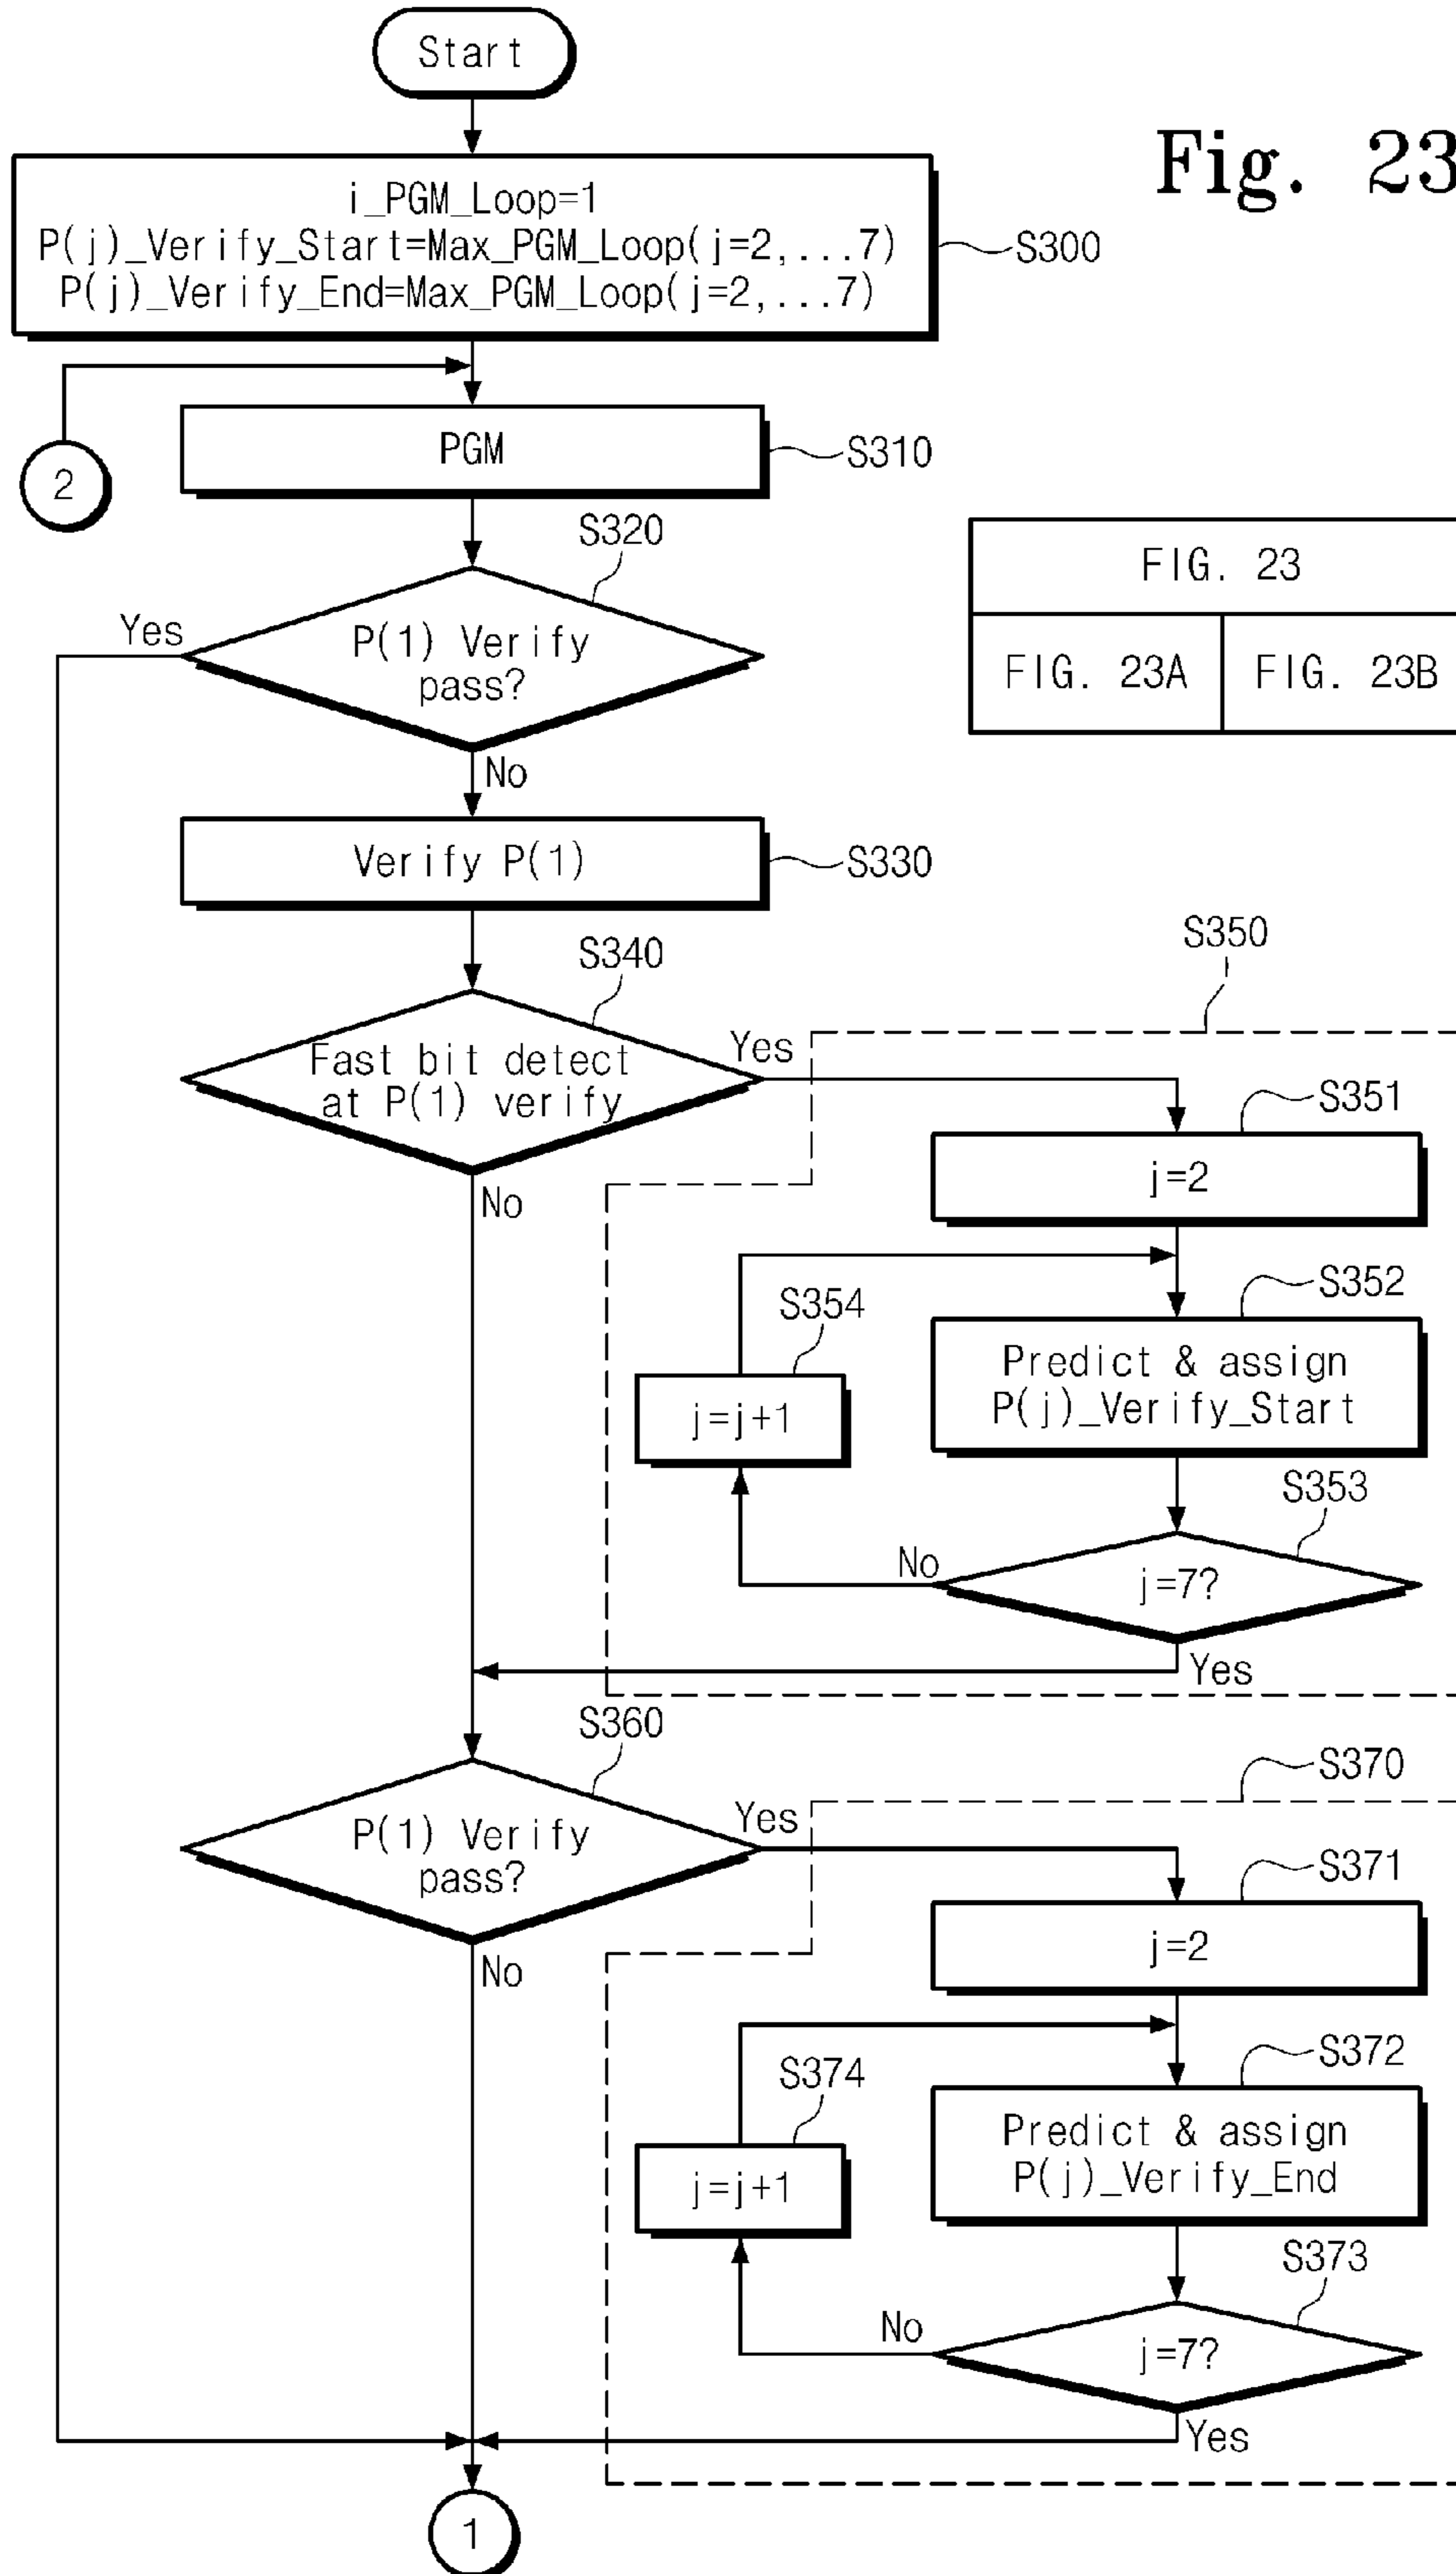 Start
Fig. 23
i_PGM_Loop=1
P(j)_Verify_Start=Max_PGM_Loop(j=2,...7)
P(j)_Verify_End=Max_PGM_Loop(j=2,...7)
S300
2
PGM
S310
S320
P(1) Verify
pass?
Yes
No
FIG. 23
FIG. 23A
FIG. 23B
Verify P(1)
S330
S340
Fast bit detect
at P(1) verify
Yes
No
S350
S351
j=2
S352
Predict & assign
P(j)_Verify_Start
S354
j=j+1
S353
j=7?
No
Yes
S360
P(1) Verify
pass?
Yes
No
S370
S371
j=2
S372
Predict & assign
P(j)_Verify_End
S374
j=j+1
S373
j=7?
No
Yes
1